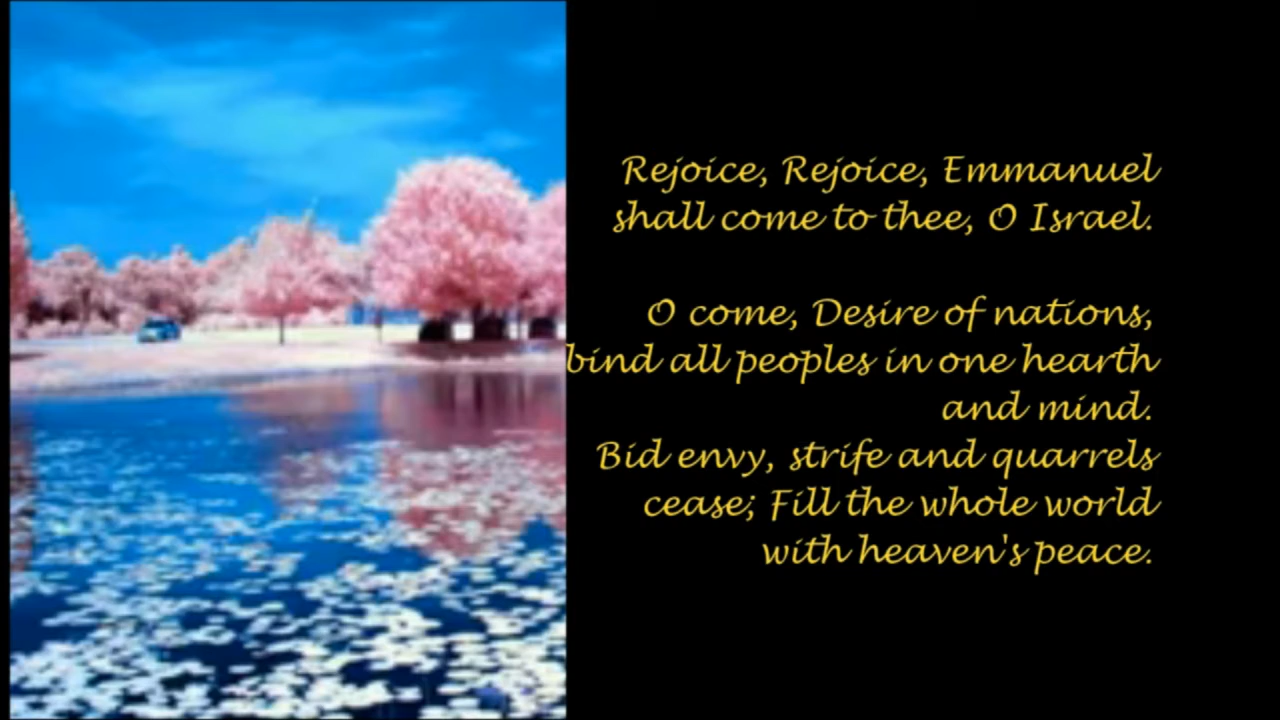 Rejoice, Rejoice, Emmanuel
shall come to thee, O Israel.
O come, Desire of nations,
bind all peoples in one hearth
and mind.
Bid envy, strife and quarrels
cease; Fill the whole world
with heaven's peace.